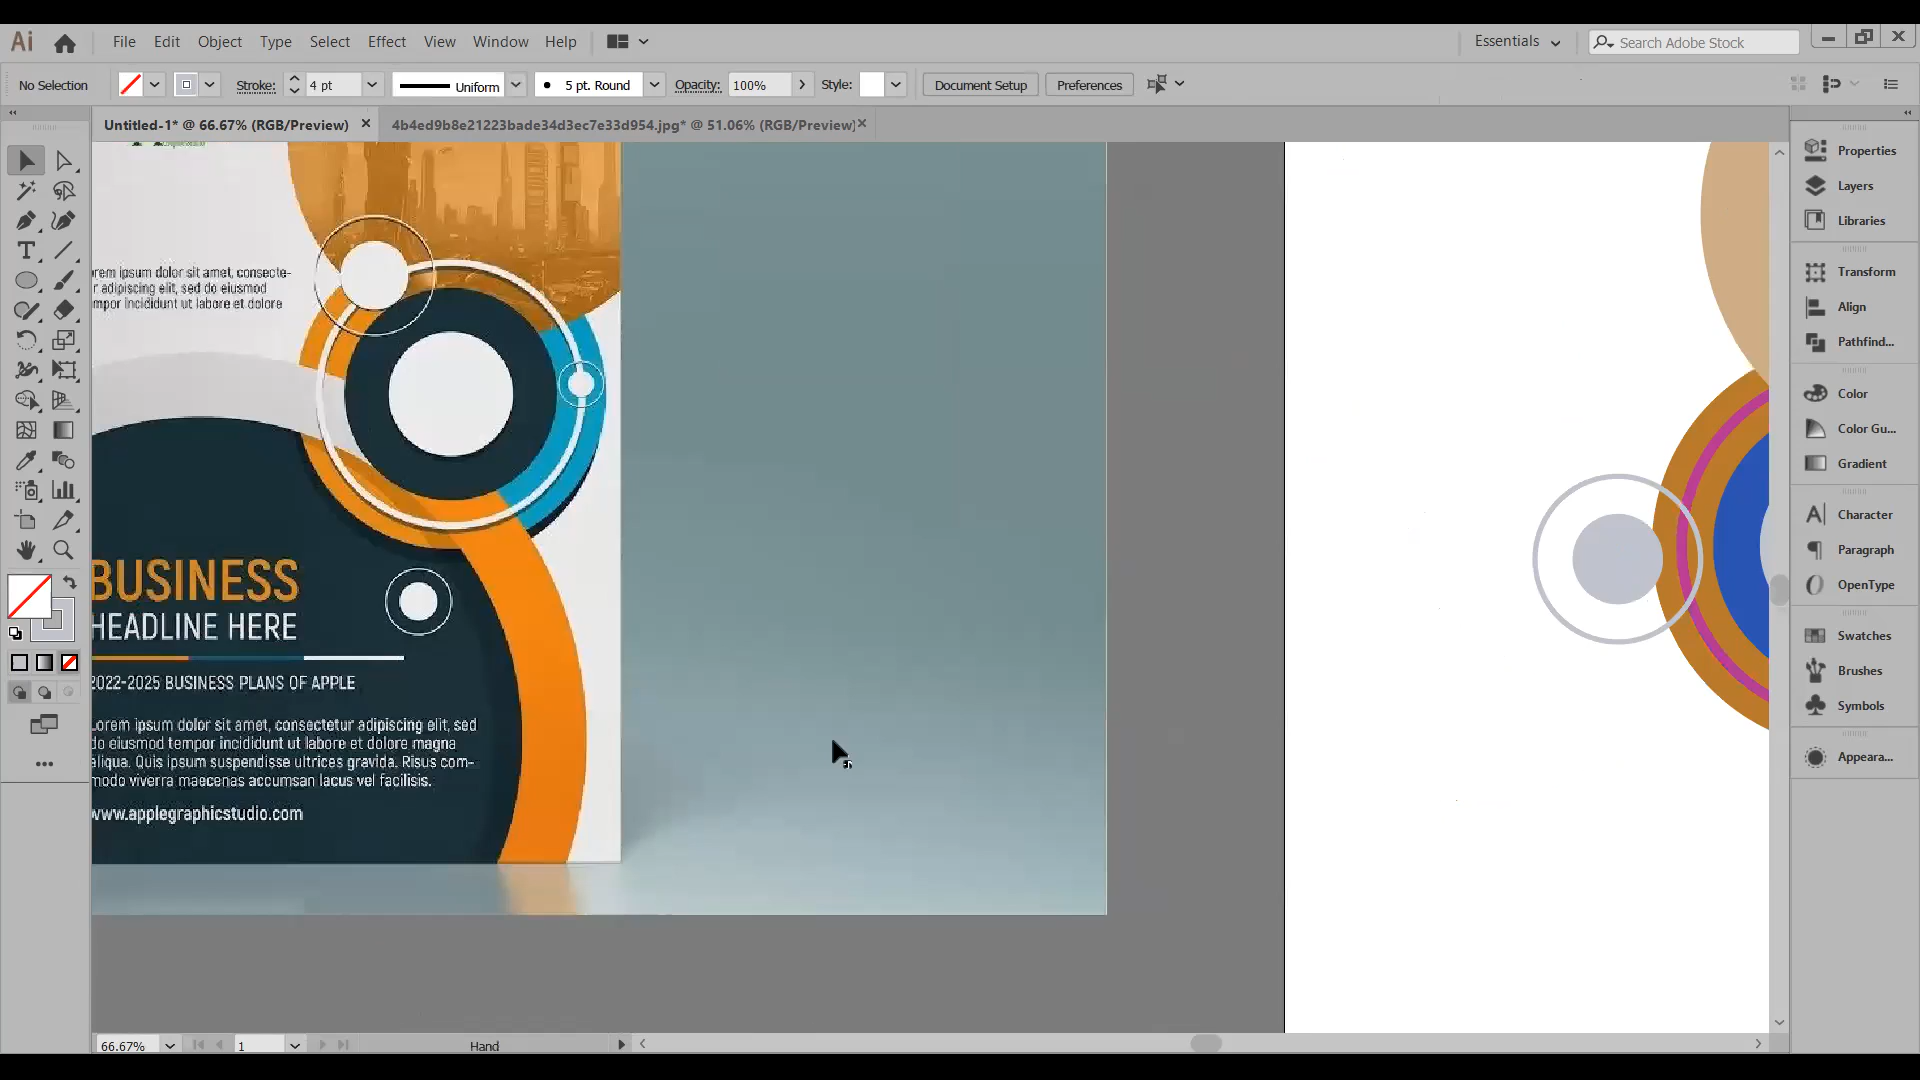 Ai File Edit Object Type Select Effect View Window Help Essentials Search Adobe Stock
No Selection Stroke: 4 pt Uniform 5 pt. Round Opacity: 100% Style: Document Setup Preferences
Untitled-1* @ 66.67% (RGB/Preview) × 4b4ed9b8e21223bade34d3ec7e33d954.jpg* @ 51.06% (RGB/Preview) ×
Properties
Layers
Libraries
Transform
Align
Pathfind...
Color
Color Gu...
Gradient
Character
Paragraph
OpenType
Swatches
Brushes
Symbols
Appeara...
rem ipsum dolor sit amet, consecte-
r adipiscing elit, sed do eiusmod
mpor incididunt ut labore et dolore
BUSINESS
HEADLINE HERE
2022-2025 BUSINESS PLANS OF APPLE
Lorem ipsum dolor sit amet, consectetur adipiscing elit, sed
do eiusmod tempor incididunt ut labore et dolore magna
aliqua. Quis ipsum suspendisse ultrices gravida. Risus com-
modo viverra maecenas accumsan lacus vel facilisis.
www.applegraphicstudio.com
66.67% 1 Hand